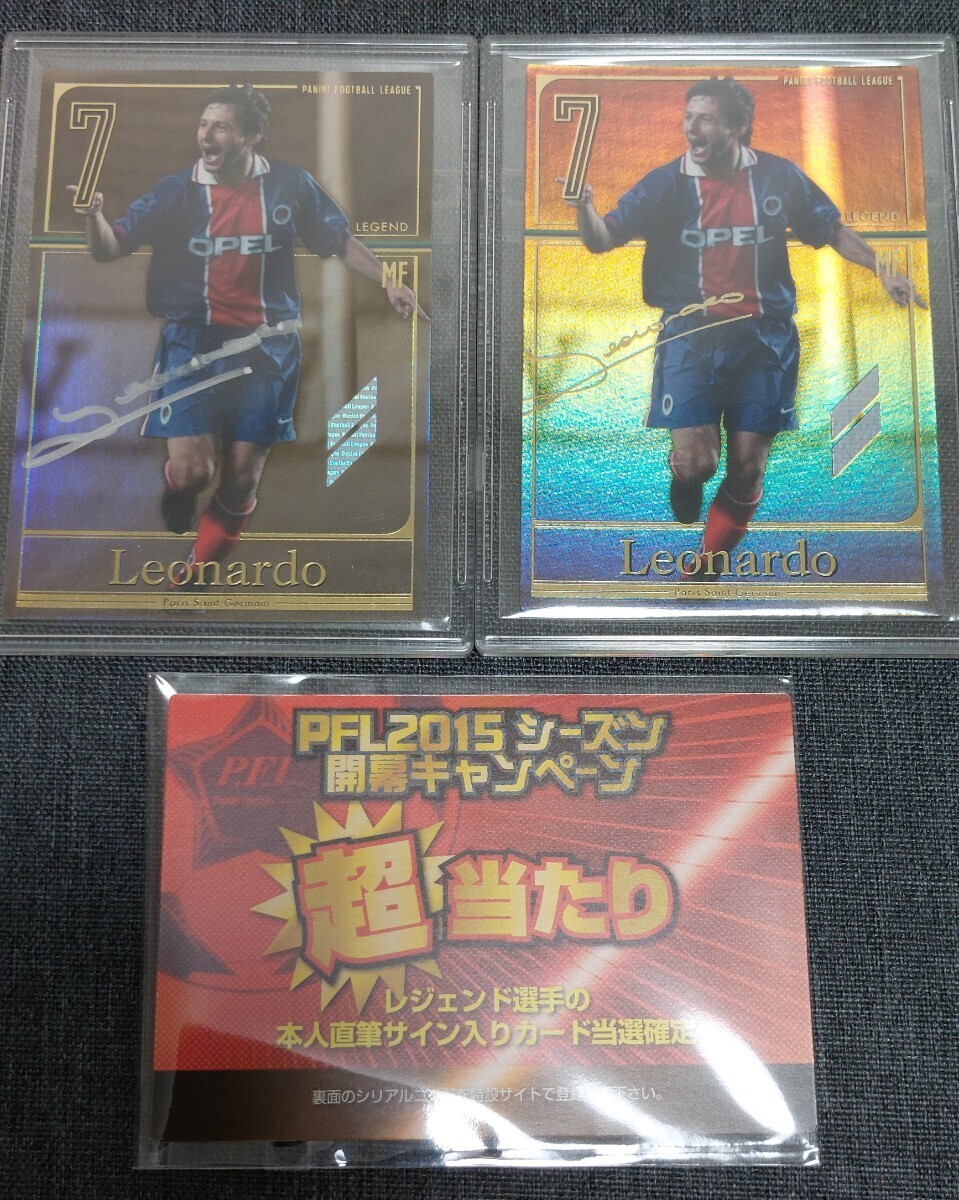 PANINI FOOTBALL LEAGUE
7
LEGEND
OPEL
MF
Leonardo
Paris Saint-Germain
PANINI FOOTBALL LEAGUE
7
LEGEND
OPEL
MF
Leonardo
Paris Saint-Germain
PFL2015 シーズン
開幕キャンペーン
超当たり
レジェンド選手の
本人直筆サイン入りカード当選確定
裏面のシリアル 特設サイトで登録 下さい。